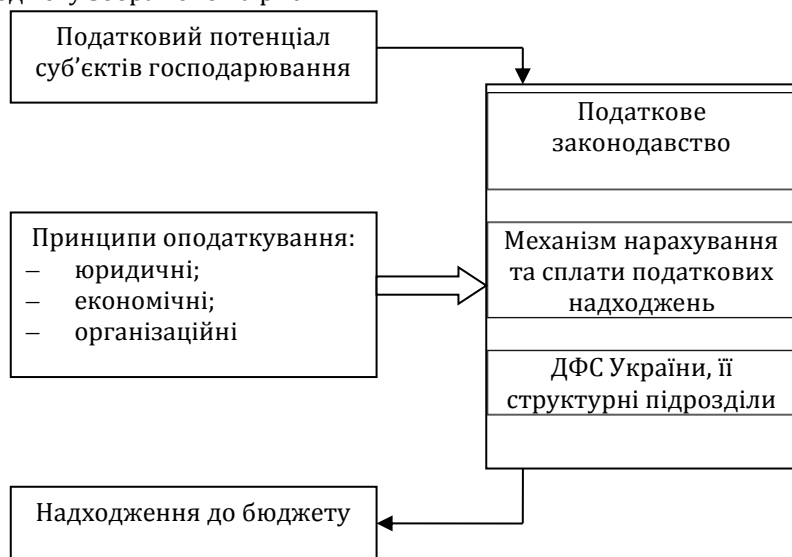 Податковий потенціал
суб’єктів господарювання
Податкове
законодавство
Принципи оподаткування:
– юридичні;
– економічні;
– організаційні
Механізм нарахування
та сплати податкових
надходжень
ДФС України, її
структурні підрозділи
Надходження до бюджету